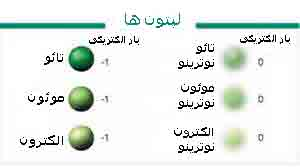 لپتون ها
بار الکتریکی
بار الکتریکی
تائو نوترینو
0
تائو
-1
موئون نوترینو
0
موئون
-1
الکترون نوترینو
0
الکترون
-1